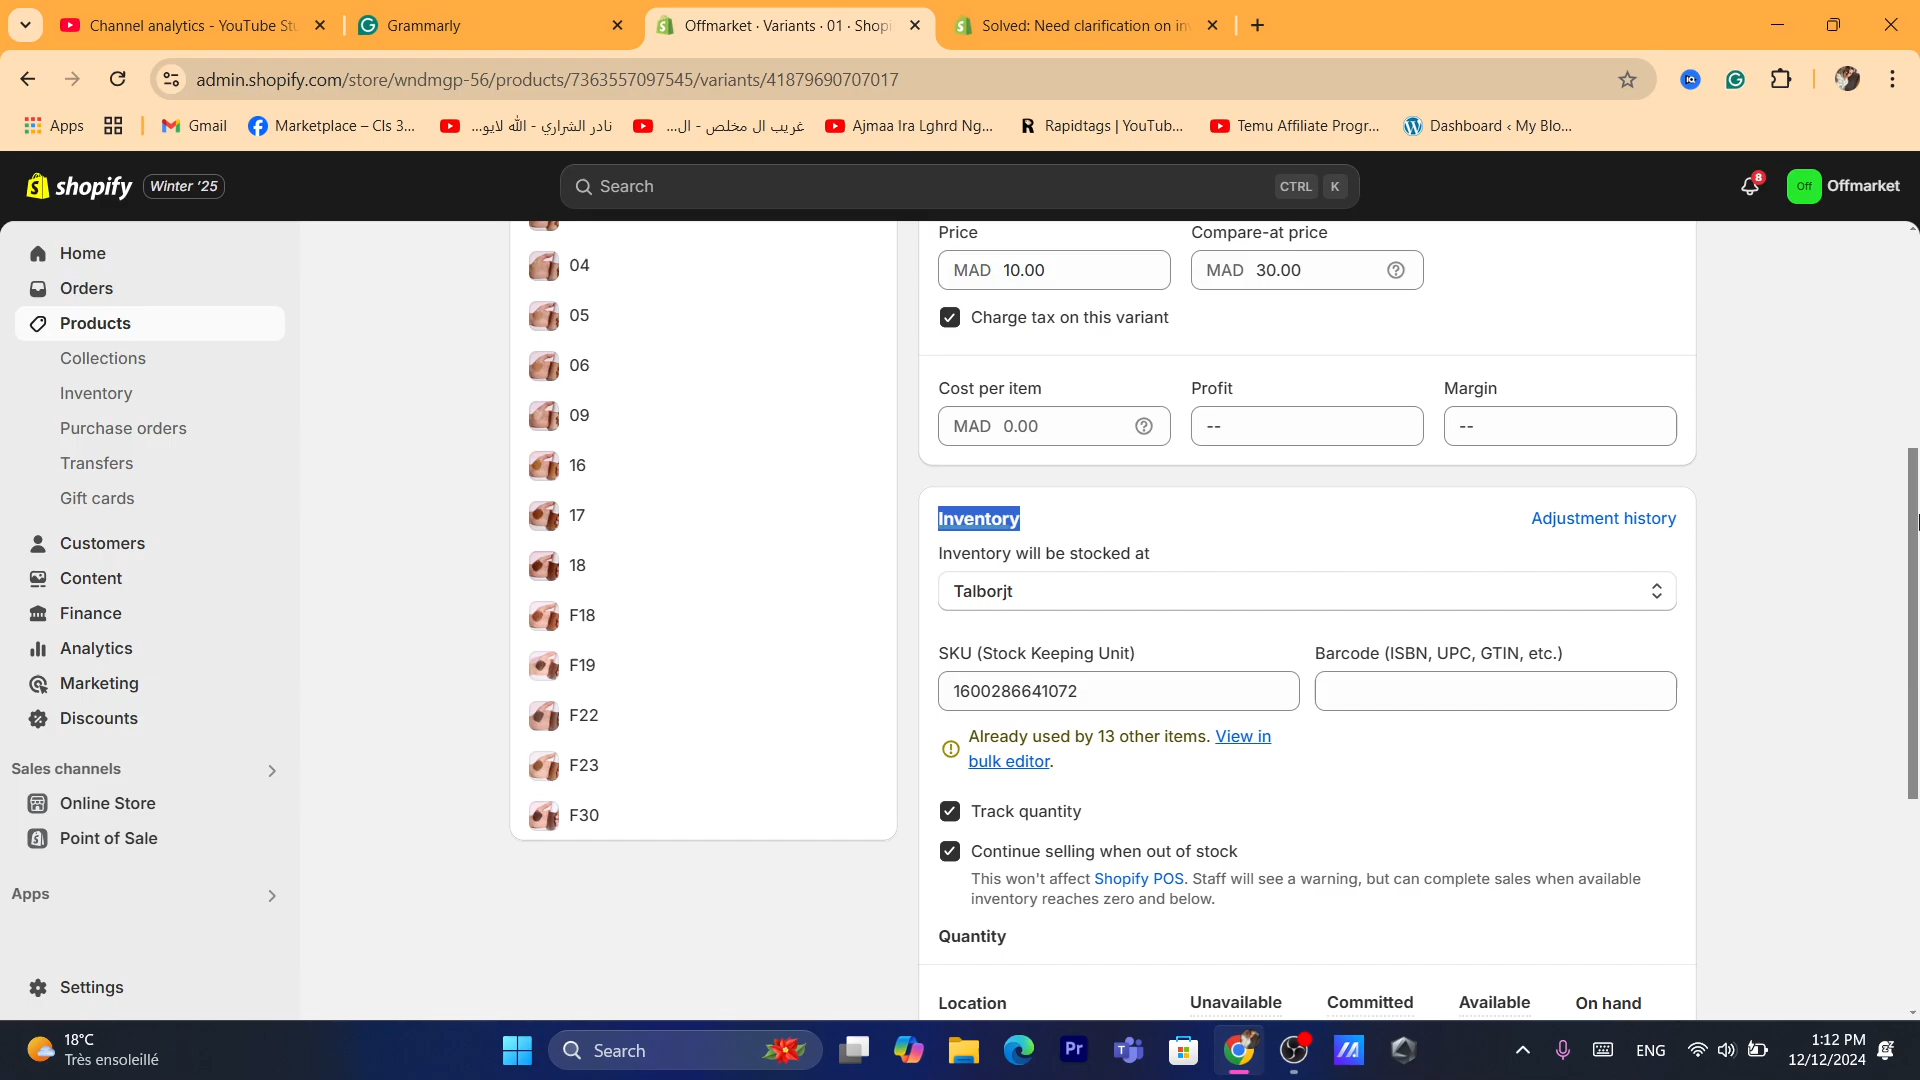 Channel analytics - YouTube Stu
Grammarly
Offmarket · Variants · 01 · Shopi
Solved: Need clarification on in
admin.shopify.com/store/wndmgp-56/products/7363557097545/variants/41879690707017
Apps
Gmail
Marketplace – Cls 3...
نادر الشراري - الله لايو...
غريب ال مخلص - ال...
Ajmaa Ira Lghrd Ng...
Rapidtags | YouTub...
Temu Affiliate Progr...
Dashboard ‹ My Blo...
shopify
Winter '25
Search
CTRL K
8
Off
Offmarket
Home
Orders
Products
Collections
Inventory
Purchase orders
Transfers
Gift cards
Customers
Content
Finance
Analytics
Marketing
Discounts
Sales channels
Online Store
Point of Sale
Apps
Settings
04
05
06
09
16
17
18
F18
F19
F22
F23
F30
Price
Compare-at price
MAD 10.00
MAD 30.00
Charge tax on this variant
Cost per item
Profit
Margin
MAD 0.00
--
--
Inventory
Adjustment history
Inventory will be stocked at
Talborjt
SKU (Stock Keeping Unit)
Barcode (ISBN, UPC, GTIN, etc.)
1600286641072
Already used by 13 other items. View in
bulk editor.
Track quantity
Continue selling when out of stock
This won't affect Shopify POS. Staff will see a warning, but can complete sales when available
inventory reaches zero and below.
Quantity
Location
Unavailable
Committed
Available
On hand
18°C
Très ensoleillé
Search
Pr
ENG
1:12 PM
12/12/2024